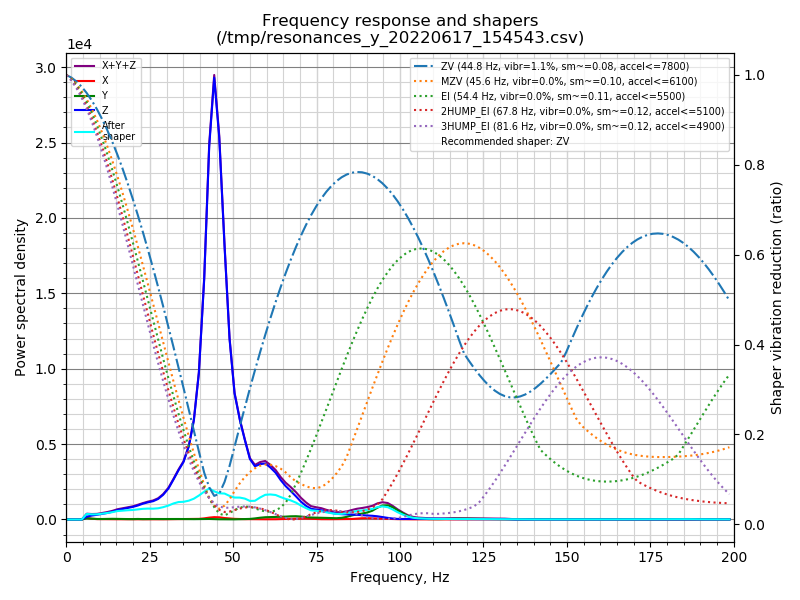 Frequency response and shapers
(/tmp/resonances_y_20220617_154543.csv)
1e4
X+Y+Z
X
Y
Z
After
shaper
ZV (44.8 Hz, vibr=1.1%, sm~=0.08, accel<=7800)
MZV (45.6 Hz, vibr=0.0%, sm~=0.10, accel<=6100)
EI (54.4 Hz, vibr=0.0%, sm~=0.11, accel<=5500)
2HUMP_EI (67.8 Hz, vibr=0.0%, sm~=0.12, accel<=5100)
3HUMP_EI (81.6 Hz, vibr=0.0%, sm~=0.12, accel<=4900)
Recommended shaper: ZV
3.0
2.5
2.0
1.5
1.0
0.5
0.0
Power spectral density
1.0
0.8
0.6
0.4
0.2
0.0
Shaper vibration reduction (ratio)
0 25 50 75 100 125 150 175 200
Frequency, Hz